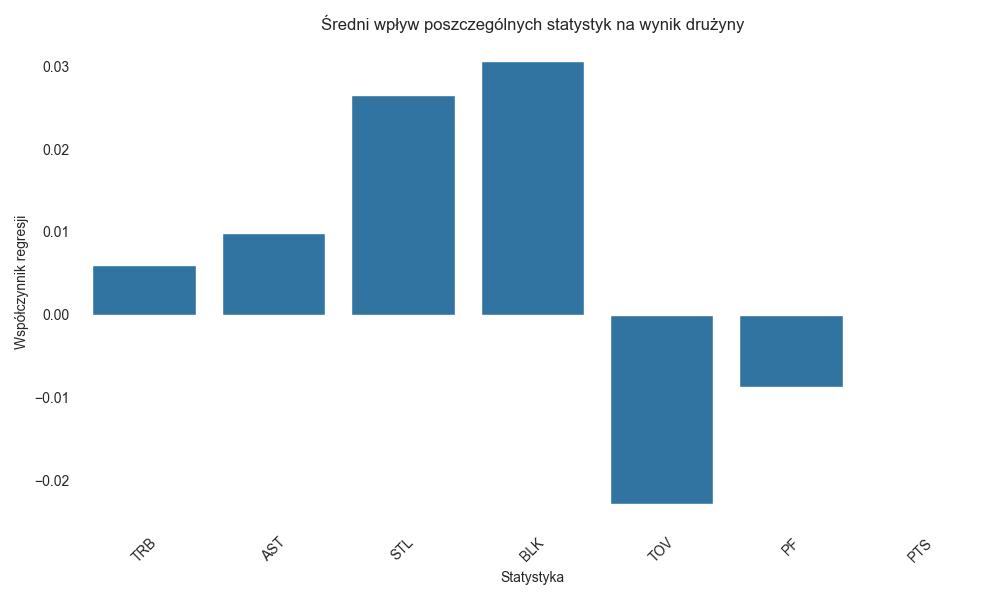 Średni wpływ poszczególnych statystyk na wynik drużyny
Współczynnik regresji
0.03
0.02
0.01
0.00
−0.01
−0.02
TRB
AST
STL
BLK
TOV
PF
PTS
Statystyka